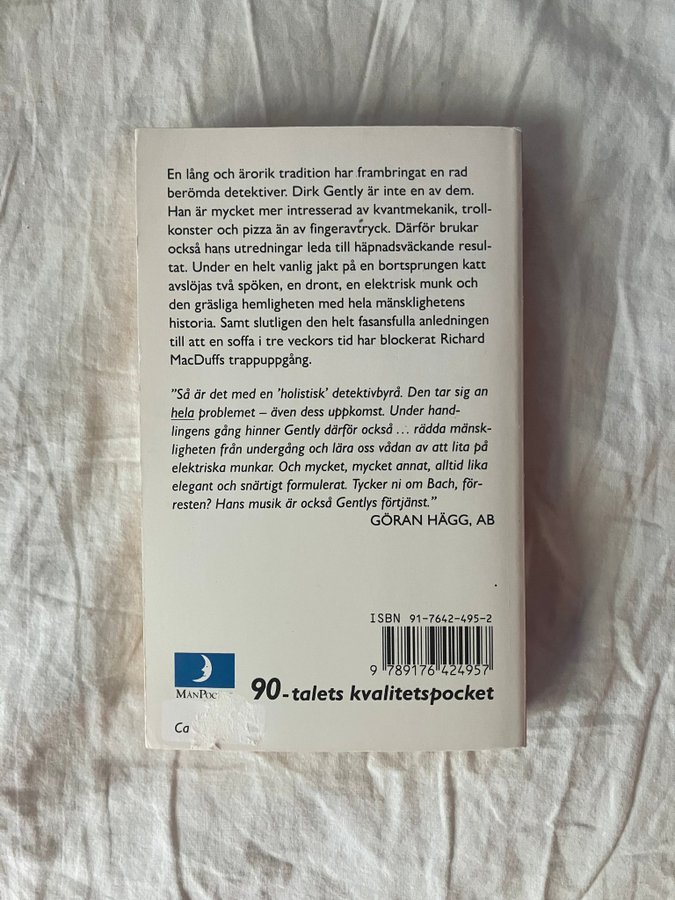 En lång och ärorik tradition har frambringat en rad
berömda detektiver. Dirk Gently är inte en av dem.
Han är mycket mer intresserad av kvantmekanik, troll-
konster och pizza än av fingeravtryck. Därför brukar
också hans utredningar leda till häpnadsväckande resul-
tat. Under en helt vanlig jakt på en bortsprungen katt
avslöjas två spöken, en dront, en elektrisk munk och
den gräsliga hemligheten med hela mänsklighetens
historia. Samt slutligen den helt fasansfulla anledningen
till att en soffa i tre veckors tid har blockerat Richard
MacDuffs trappuppgång.
”Så är det med en ’holistisk’ detektivbyrå. Den tar sig an
hela problemet – även dess uppkomst. Under hand-
lingens gång hinner Gently därför också ... rädda mänsk-
ligheten från undergång och lära oss vådan av att lita på
elektriska munkar. Och mycket, mycket annat, alltid lika
elegant och snärtigt formulerat. Tycker ni om Bach, för-
resten? Hans musik är också Gentlys förtjänst.”
GÖRAN HÄGG, AB
ISBN 91-7642-495-2
9 789176 424957
MÅNPOC
90-talets kvalitetspocket
Ca